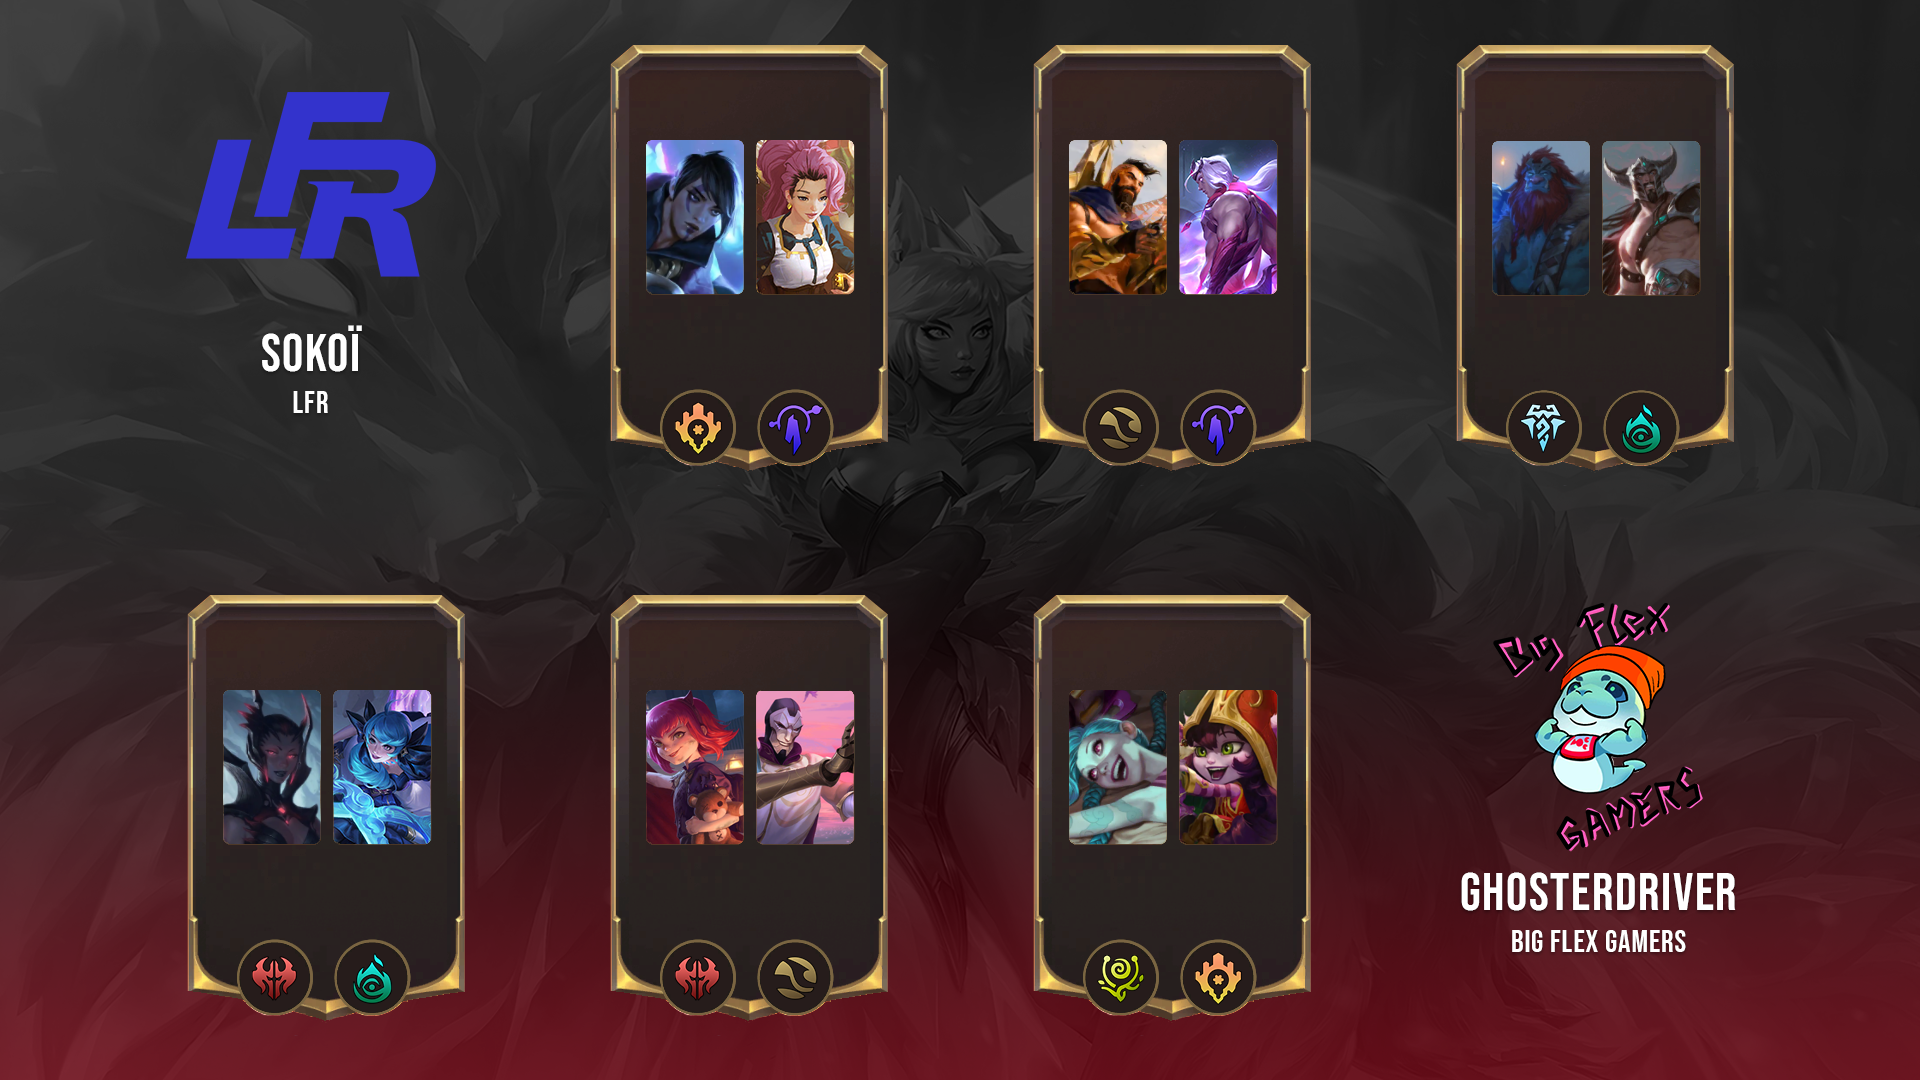 LFR
SOKOÏ
LFR
BIG FLEX
GAMERS
GHOSTERDRIVER
BIG FLEX GAMERS